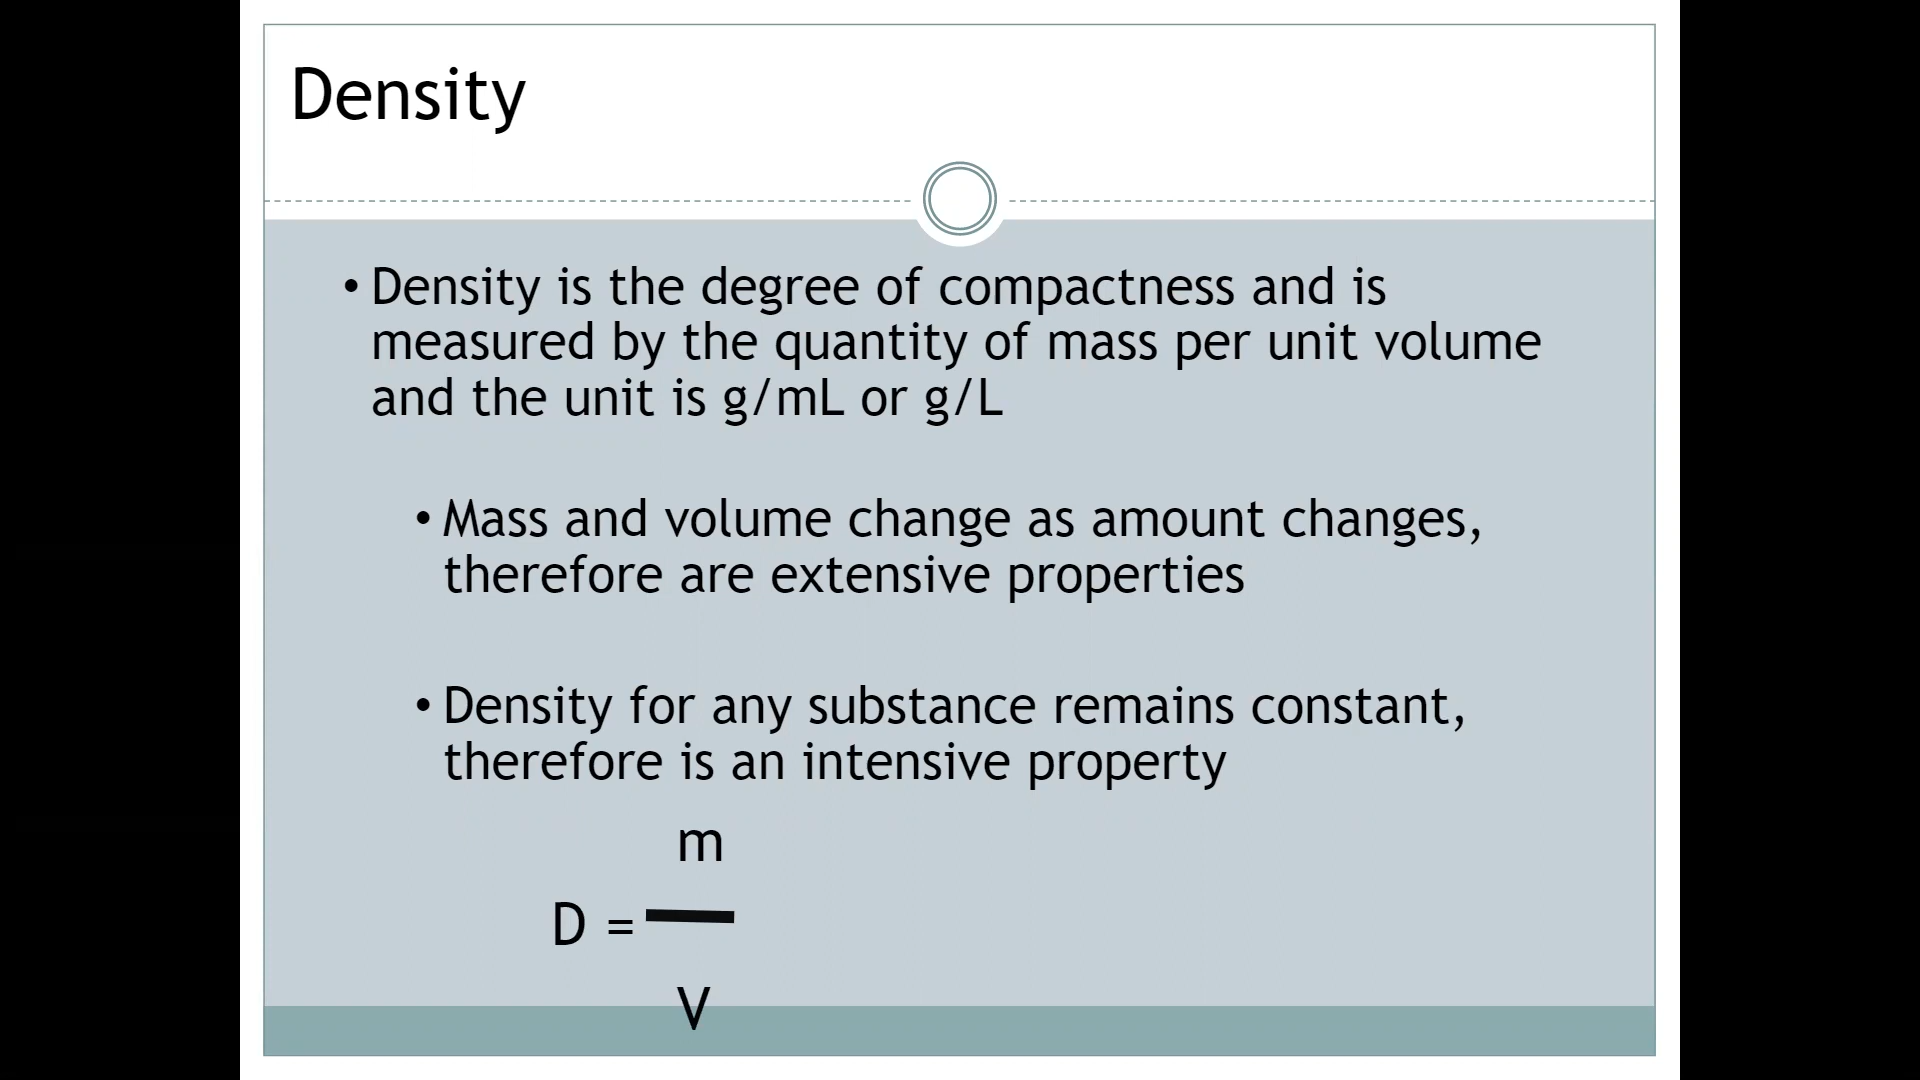 Density
• Density is the degree of compactness and is
measured by the quantity of mass per unit volume
and the unit is g/mL or g/L
• Mass and volume change as amount changes,
therefore are extensive properties
• Density for any substance remains constant,
therefore is an intensive property
m
D =
V